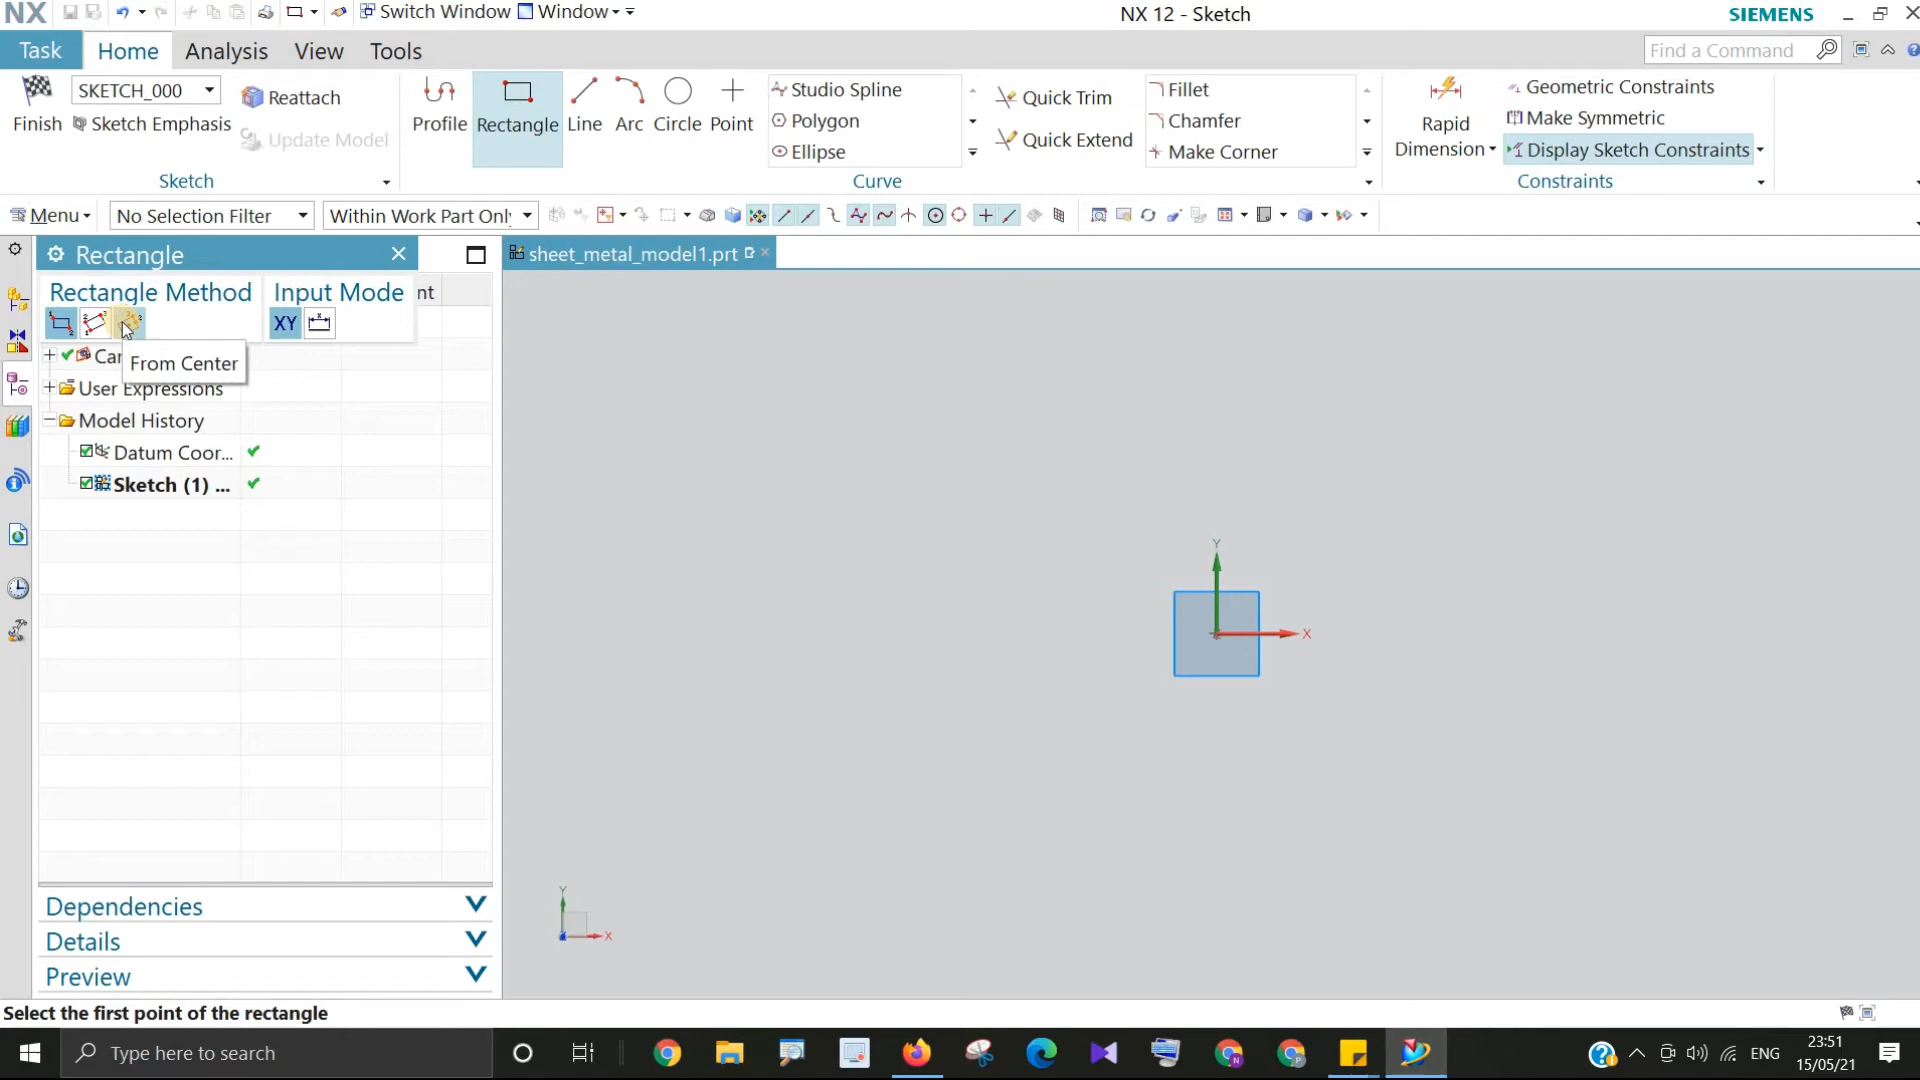 NX Switch Window Window NX 12 - Sketch SIEMENS
Task Home Analysis View Tools Find a Command
SKETCH_000 Reattach
Finish Sketch Emphasis Update Model
Profile Rectangle Line Arc Circle Point
Studio Spline
Polygon
Ellipse
Quick Trim
Quick Extend
Fillet
Chamfer
Make Corner
Rapid
Dimension
Geometric Constraints
Make Symmetric
Display Sketch Constraints
Sketch Curve Constraints
Menu No Selection Filter Within Work Part Only
Rectangle sheet_metal_model1.prt
Rectangle Method Input Mode nt
XY
Car
From Center
User Expressions
Model History
Datum Coor...
Sketch (1) ...
Y
X
Y
X
Dependencies
Details
Preview
Select the first point of the rectangle
Type here to search
ENG
23:51
15/05/21